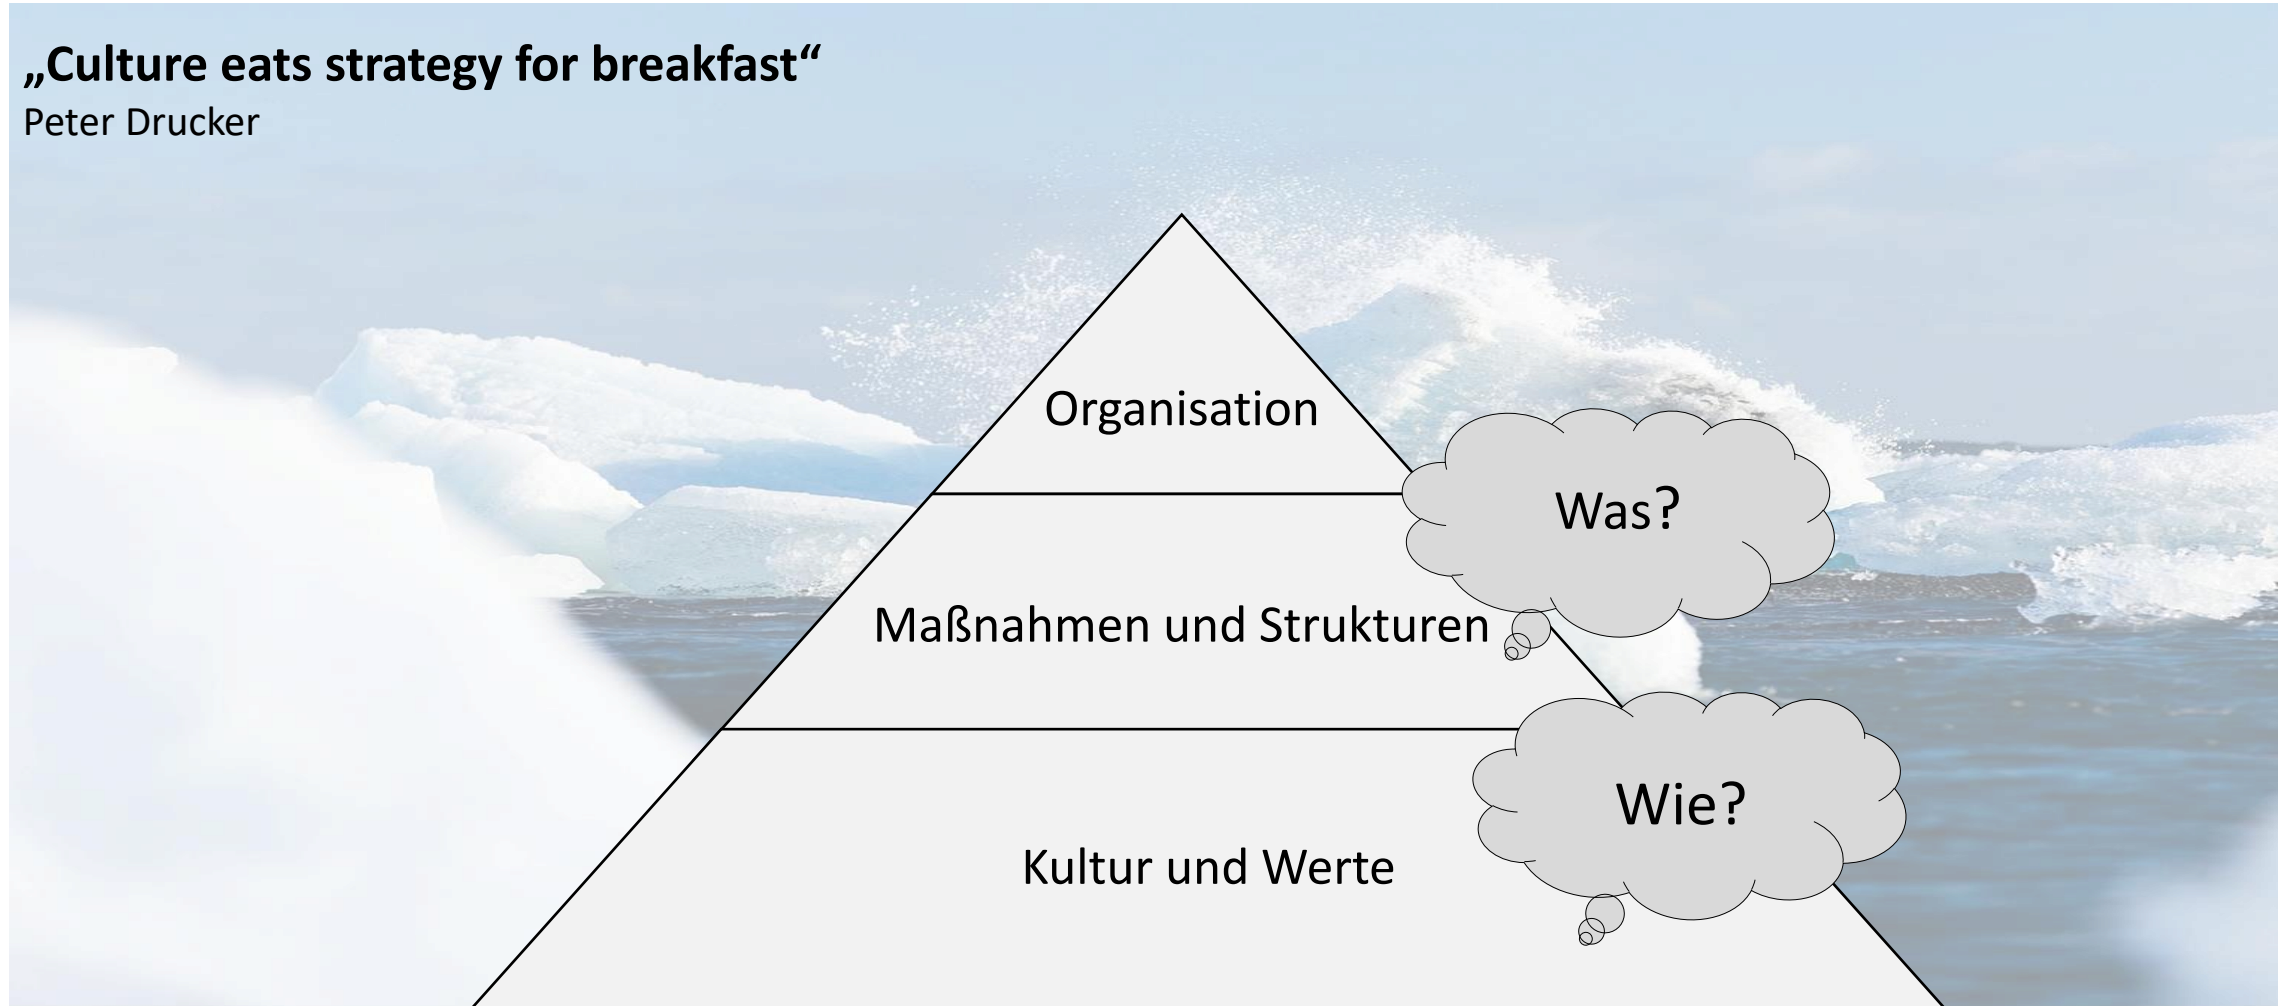 „Culture eats strategy for breakfast“
Peter Drucker
Organisation
Was?
Maßnahmen und Strukturen
Wie?
Kultur und Werte